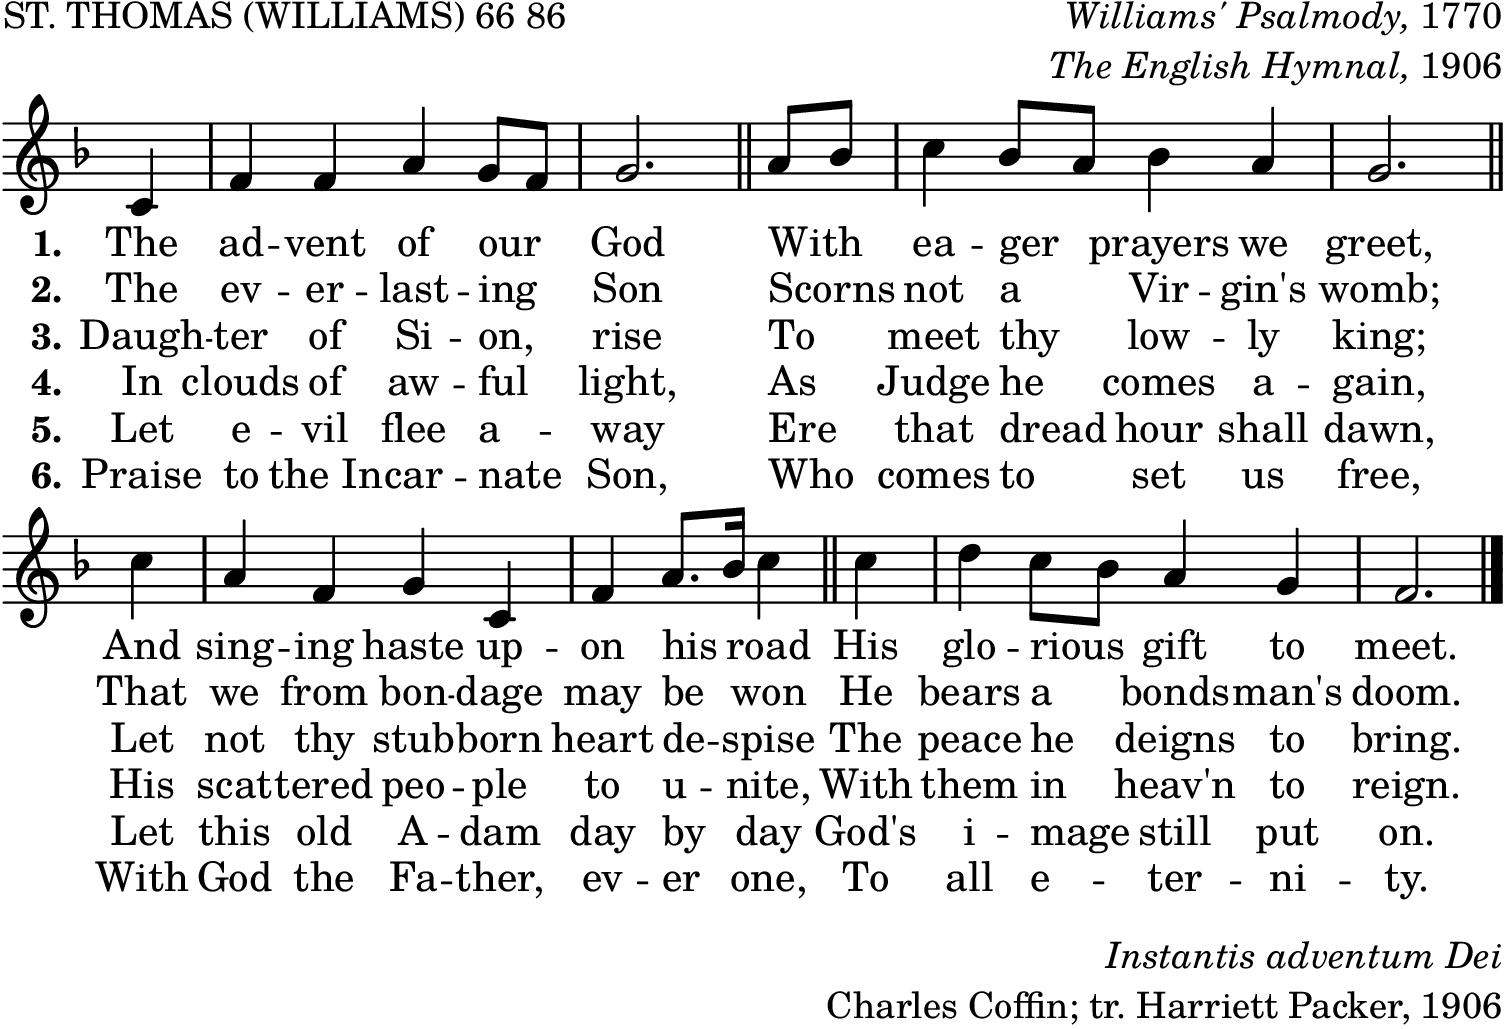 ST. THOMAS (WILLIAMS) 66 86
Williams' Psalmody, 1770
The English Hymnal, 1906
1. The ad -- vent of our God With ea -- ger prayers we greet,
2. The ev -- er -- last -- ing Son Scorns not a Vir -- gin's womb;
3. Daugh -- ter of Si -- on, rise To meet thy low -- ly king;
4. In clouds of aw -- ful light, As Judge he comes a -- gain,
5. Let e -- vil flee a -- way Ere that dread hour shall dawn,
6. Praise to the Incar -- nate Son, Who comes to set us free,
And sing -- ing haste up -- on his road His glo -- rious gift to meet.
That we from bon -- dage may be won He bears a bondsman's doom.
Let not thy stubborn heart de -- spise The peace he deigns to bring.
His scattered peo -- ple to u -- nite, With them in heav'n to reign.
Let this old A -- dam day by day God's i -- mage still put on.
With God the Fa -- ther, ev -- er one, To all e -- ter -- ni -- ty.
Instantis adventum Dei
Charles Coffin; tr. Harriett Packer, 1906